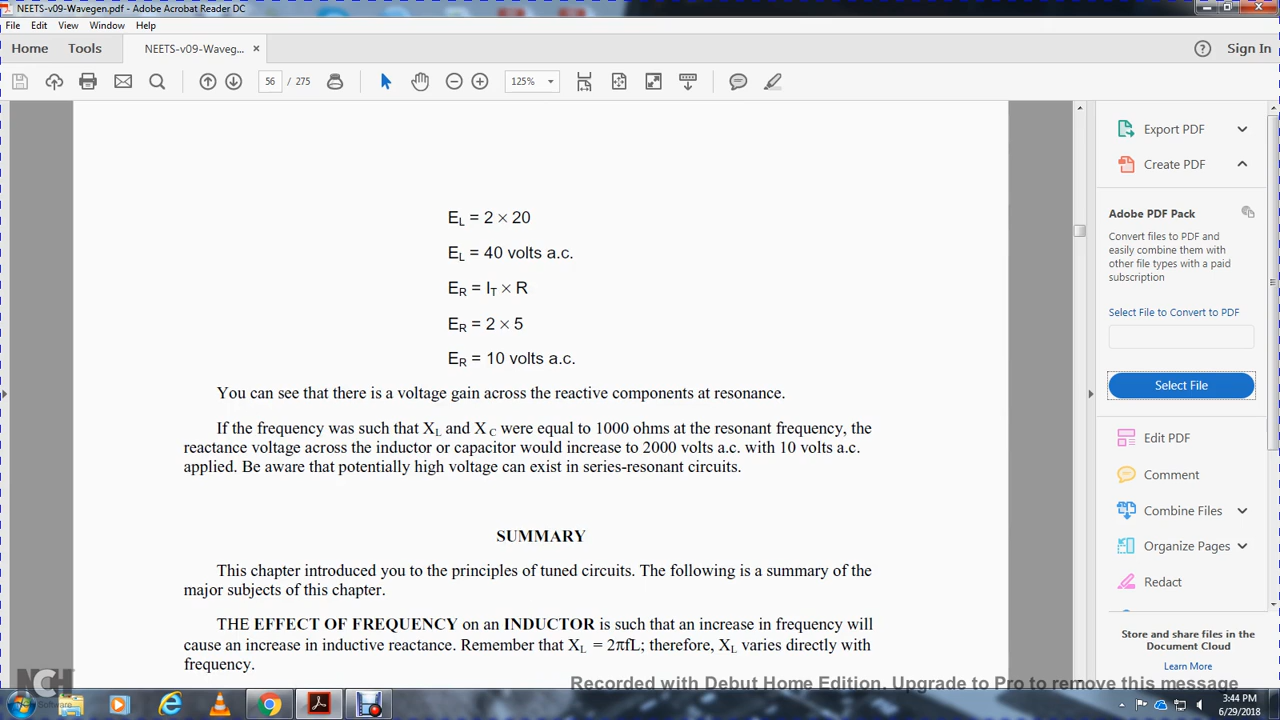 NEETS-v09-Wavegen.pdf - Adobe Acrobat Reader DC
File Edit View Window Help
Home Tools NEETS-v09-Waveg... × Sign In
56 / 275 125%
E_L = 2 × 20
E_L = 40 volts a.c.
E_R = I_T × R
E_R = 2 × 5
E_R = 10 volts a.c.
You can see that there is a voltage gain across the reactive components at resonance.
If the frequency was such that X_L and X_C were equal to 1000 ohms at the resonant frequency, the
reactance voltage across the inductor or capacitor would increase to 2000 volts a.c. with 10 volts a.c.
applied. Be aware that potentially high voltage can exist in series-resonant circuits.
SUMMARY
This chapter introduced you to the principles of tuned circuits. The following is a summary of the
major subjects of this chapter.
THE EFFECT OF FREQUENCY on an INDUCTOR is such that an increase in frequency will
cause an increase in inductive reactance. Remember that X_L = 2πfL; therefore, X_L varies directly with
frequency.
Export PDF
Create PDF
Adobe PDF Pack
Convert files to PDF and
easily combine them with
other file types with a paid
subscription
Select File to Convert to PDF
Select File
Edit PDF
Comment
Combine Files
Organize Pages
Redact
Store and share files in the
Document Cloud
Learn More
Recorded with Debut Home Edition. Upgrade to Pro to remove this message
NCH
Software
3:44 PM
6/29/2018